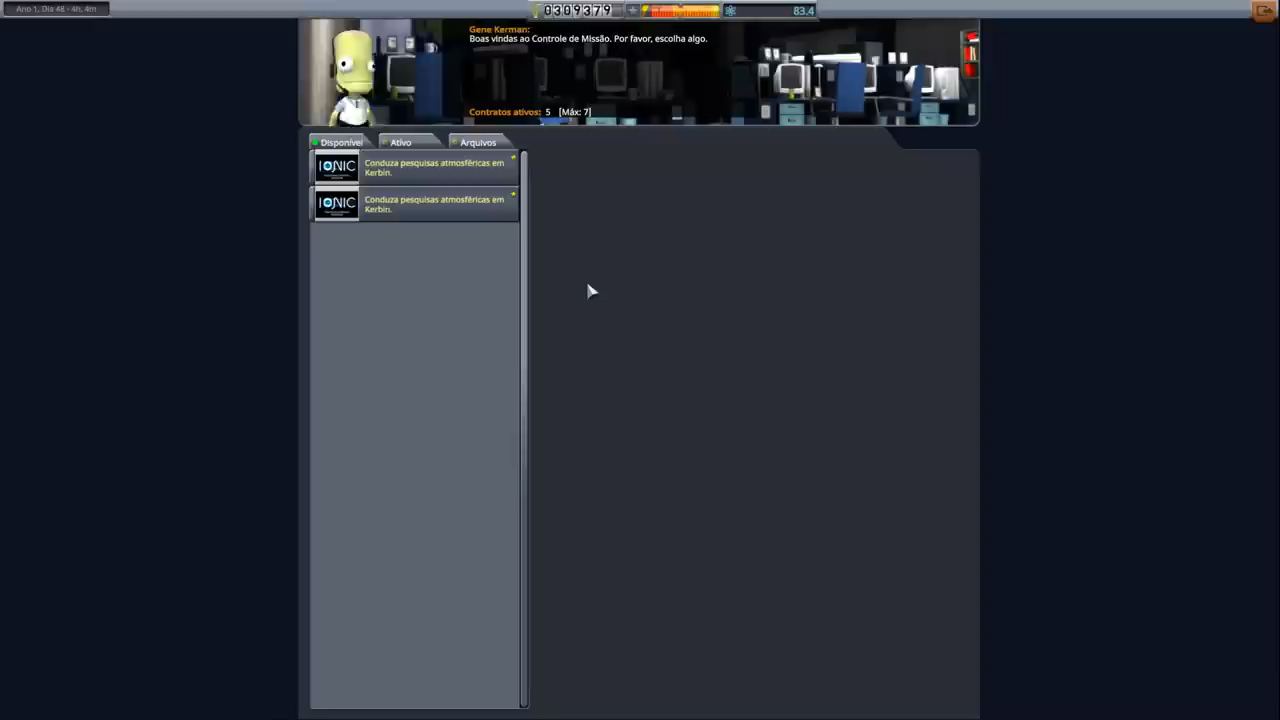 Ano 1, Dia 48 - 4h, 4m
0309379
83.4
Gene Kerman:
Boas vindas ao Controle de Missão. Por favor, escolha algo.
Contratos ativos: 5 [Máx: 7]
Disponível
Ativo
Arquivos
IONIC
Conduza pesquisas atmosféricas em
Kerbin.
IONIC
Conduza pesquisas atmosféricas em
Kerbin.